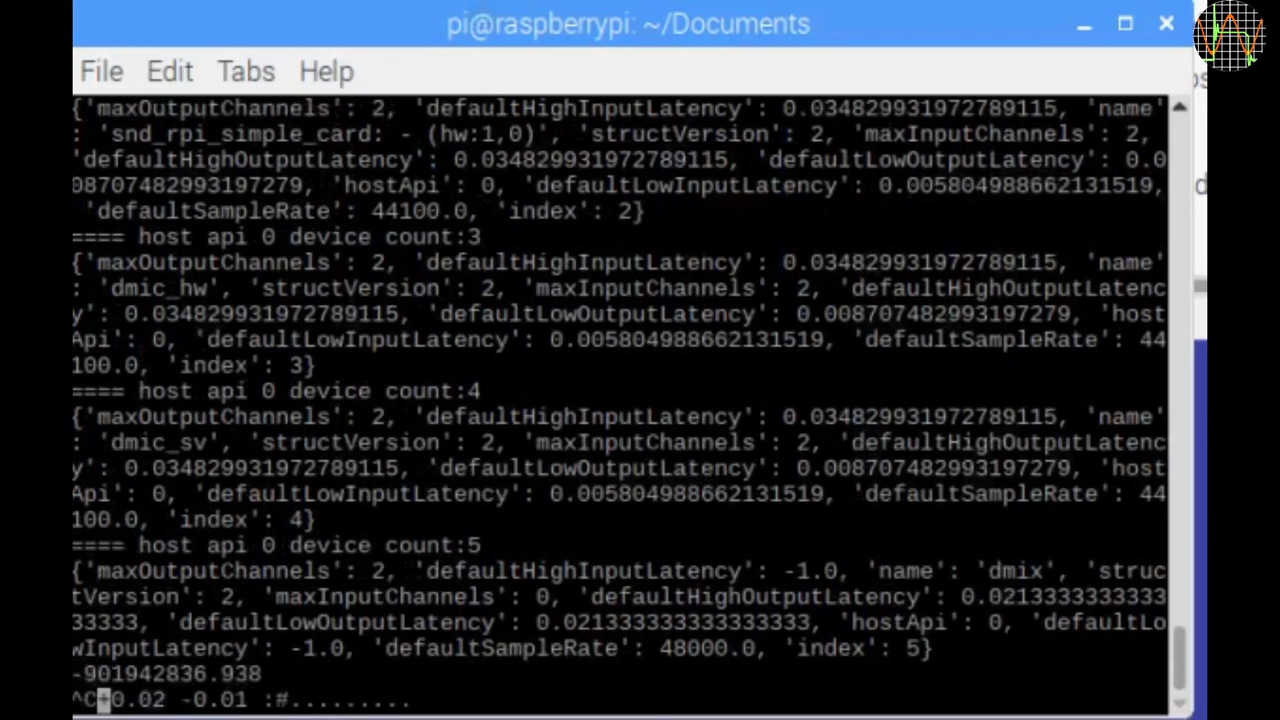 pi@raspberrypi: ~/Documents
File Edit Tabs Help
{'maxOutputChannels': 2, 'defaultHighInputLatency': 0.034829931972789115, 'name'
: 'snd_rpi_simple_card: - (hw:1,0)', 'structVersion': 2, 'maxInputChannels': 2,
'defaultHighOutputLatency': 0.034829931972789115, 'defaultLowOutputLatency': 0.0
08707482993197279, 'hostApi': 0, 'defaultLowInputLatency': 0.005804988662131519,
'defaultSampleRate': 44100.0, 'index': 2}
==== host api 0 device count:3
{'maxOutputChannels': 2, 'defaultHighInputLatency': 0.034829931972789115, 'name'
: 'dmic_hw', 'structVersion': 2, 'maxInputChannels': 2, 'defaultHighOutputLatenc
y': 0.034829931972789115, 'defaultLowOutputLatency': 0.008707482993197279, 'host
Api': 0, 'defaultLowInputLatency': 0.005804988662131519, 'defaultSampleRate': 44
100.0, 'index': 3}
==== host api 0 device count:4
{'maxOutputChannels': 2, 'defaultHighInputLatency': 0.034829931972789115, 'name'
: 'dmic_sv', 'structVersion': 2, 'maxInputChannels': 2, 'defaultHighOutputLatenc
y': 0.034829931972789115, 'defaultLowOutputLatency': 0.008707482993197279, 'host
Api': 0, 'defaultLowInputLatency': 0.005804988662131519, 'defaultSampleRate': 44
100.0, 'index': 4}
==== host api 0 device count:5
{'maxOutputChannels': 2, 'defaultHighInputLatency': -1.0, 'name': 'dmix', 'struc
tVersion': 2, 'maxInputChannels': 0, 'defaultHighOutputLatency': 0.0213333333333
33333, 'defaultLowOutputLatency': 0.021333333333333333, 'hostApi': 0, 'defaultLo
wInputLatency': -1.0, 'defaultSampleRate': 48000.0, 'index': 5}
-901942836.938
^C+0.02 -0.01 :#.........